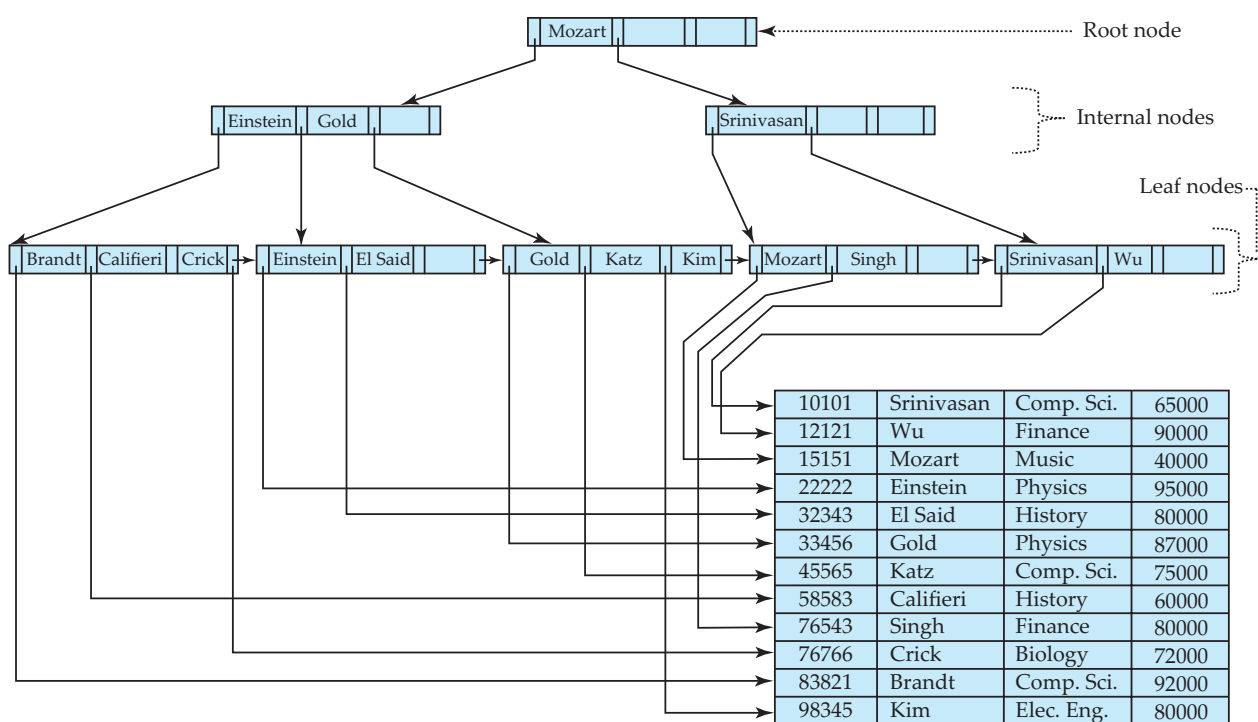 Mozart
Root node
Einstein Gold
Srinivasan
Internal nodes
Leaf nodes
Brandt Califieri Crick
Einstein El Said
Gold Katz Kim
Mozart Singh
Srinivasan Wu
10101 Srinivasan Comp. Sci. 65000
12121 Wu Finance 90000
15151 Mozart Music 40000
22222 Einstein Physics 95000
32343 El Said History 80000
33456 Gold Physics 87000
45565 Katz Comp. Sci. 75000
58583 Califieri History 60000
76543 Singh Finance 80000
76766 Crick Biology 72000
83821 Brandt Comp. Sci. 92000
98345 Kim Elec. Eng. 80000